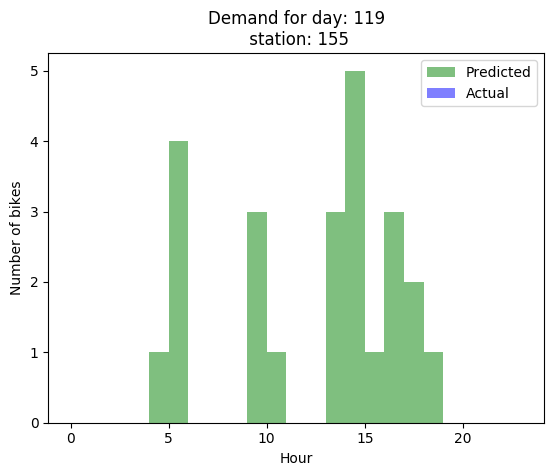 Demand for day: 119
station: 155
Predicted
Actual
Number of bikes
5
4
3
2
1
0
0
5
10
15
20
Hour